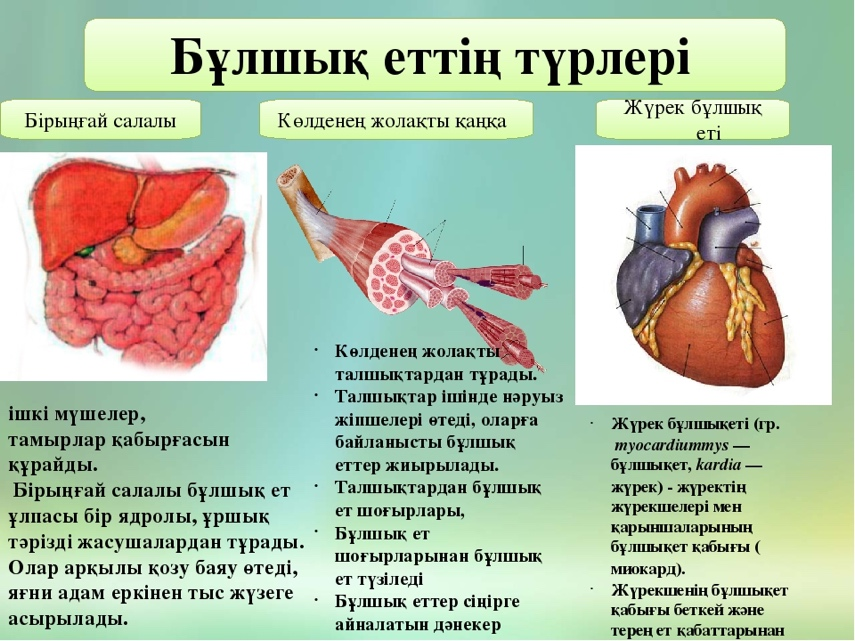 Бұлшық еттің түрлері
Бірыңғай салалы
Көлденең жолақты қаңқа
Жүрек бұлшық
еті
ішкі мүшелер,
тамырлар қабырғасын
құрайды.
Бірыңғай салалы бұлшық ет
ұлпасы бір ядролы, ұршық
тәрізді жасушалардан тұрады.
Олар арқылы қозу баяу өтеді,
яғни адам еркінен тыс жүзеге
асырылады.
· Көлденең жолақты
талшықтардан тұрады.
· Талшықтар ішінде нәруыз
жіпшелері өтеді, оларға
байланысты бұлшық
еттер жиырылады.
· Талшықтардан бұлшық
ет шоғырлары,
· Бұлшық ет
шоғырларынан бұлшық
ет түзіледі
· Бұлшық еттер сіңірге
айналатын дәнекер
· Жүрек бұлшықеті (гр.
myocardiummys —
бұлшықет, kardia —
жүрек) - жүректің
жүрекшелері мен
қарыншаларының
бұлшықет қабығы (
миокард).
· Жүрекшенің бұлшықет
қабығы беткей және
терең ет қабаттарынан